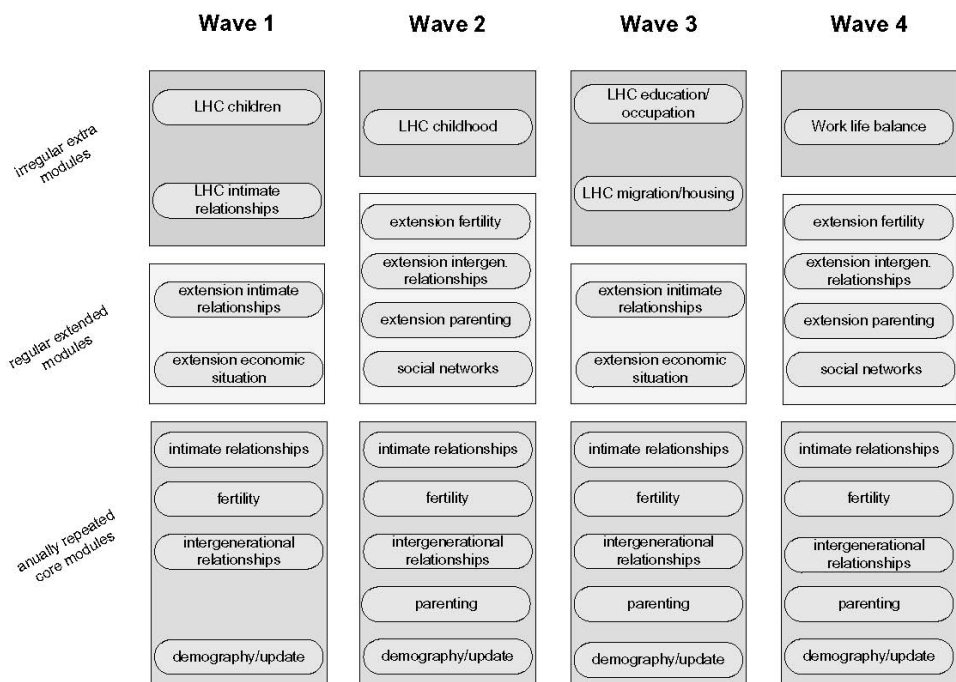 Wave 1
Wave 2
Wave 3
Wave 4
irregular extra
modules
LHC children
LHC intimate
relationships
LHC childhood
LHC education/
occupation
LHC migration/housing
Work life balance
regular extended
modules
extension intimate
relationships
extension economic
situation
extension fertility
extension intergen.
relationships
extension parenting
social networks
extension initimate
relationships
extension economic
situation
extension fertility
extension intergen.
relationships
extension parenting
social networks
anually repeated
core modules
intimate relationships
fertility
intergenerational
relationships
demography/update
intimate relationships
fertility
intergenerational
relationships
parenting
demography/update
intimate relationships
fertility
intergenerational
relationships
parenting
demography/update
intimate relationships
fertility
intergenerational
relationships
parenting
demography/update